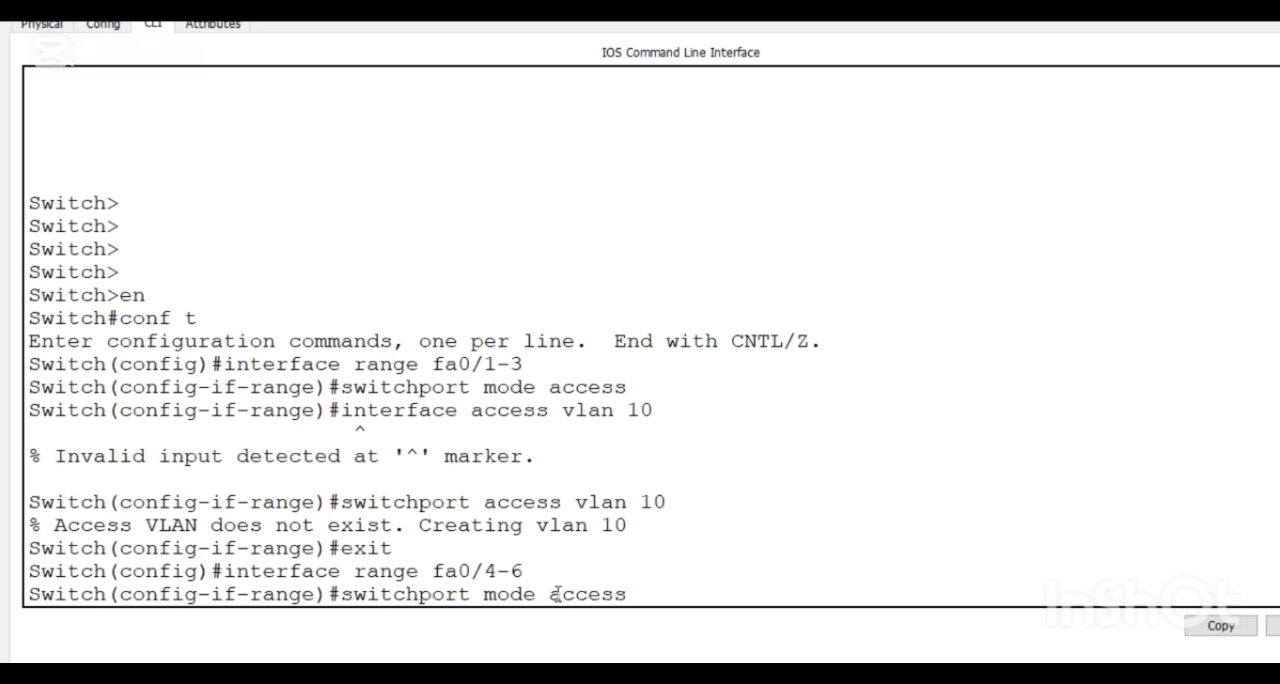 Physical Config CLI Attributes
IOS Command Line Interface
Switch>
Switch>
Switch>
Switch>
Switch>en
Switch#conf t
Enter configuration commands, one per line.  End with CNTL/Z.
Switch(config)#interface range fa0/1-3
Switch(config-if-range)#switchport mode access
Switch(config-if-range)#interface access vlan 10
^
% Invalid input detected at '^' marker.
Switch(config-if-range)#switchport access vlan 10
% Access VLAN does not exist. Creating vlan 10
Switch(config-if-range)#exit
Switch(config)#interface range fa0/4-6
Switch(config-if-range)#switchport mode access
InShOt
Copy